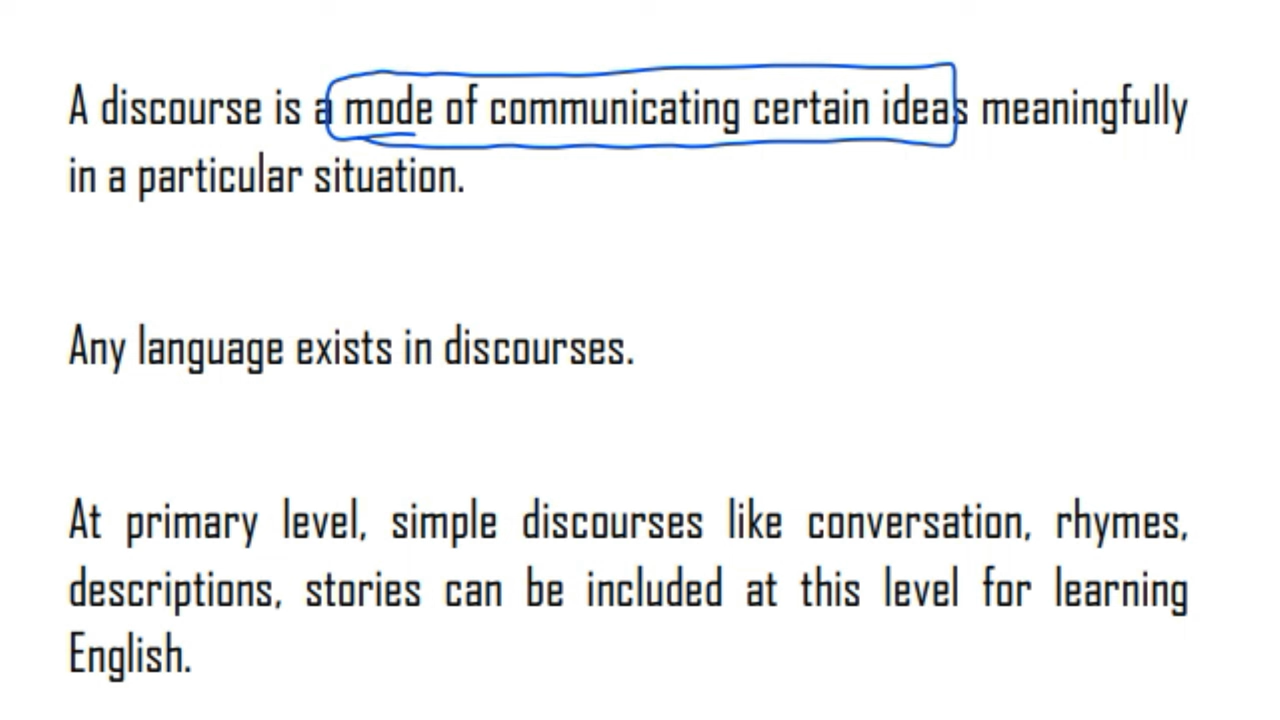 A discourse is a mode of communicating certain ideas meaningfully
in a particular situation.
Any language exists in discourses.
At primary level, simple discourses like conversation, rhymes,
descriptions, stories can be included at this level for learning
English.